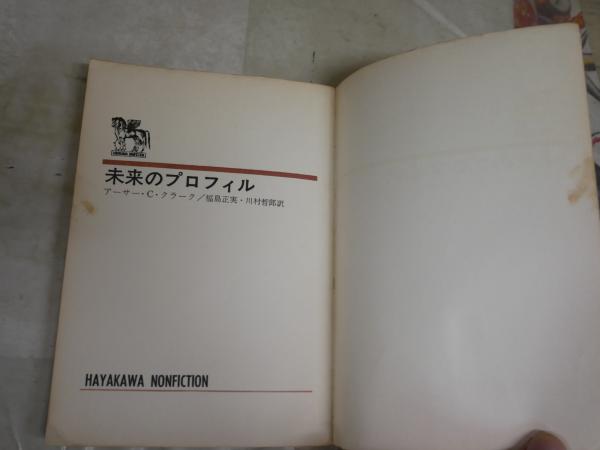 未来のプロフィル
アーサー・C・クラーク／福島正実・川村哲郎訳
HAYAKAWA NONFICTION